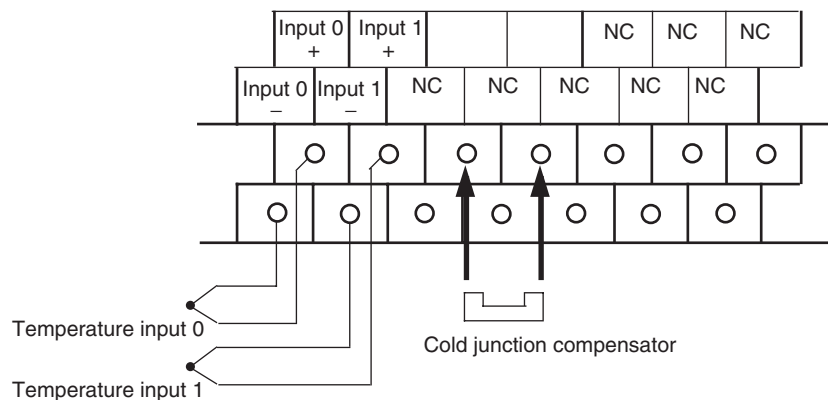 Input 0 Input 1 NC NC NC
+ +
Input 0 Input 1 NC NC NC NC NC
− −
Temperature input 0
Cold junction compensator
Temperature input 1